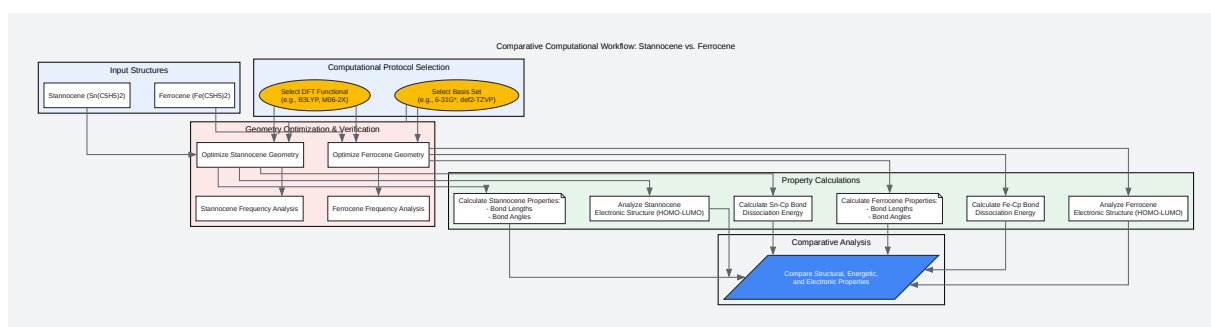 Comparative Computational Workflow: Stannocene vs. Ferrocene
Input Structures
Stannocene (Sn(C5H5)2)
Ferrocene (Fe(C5H5)2)
Computational Protocol Selection
Select DFT Functional
(e.g., B3LYP, M06-2X)
Select Basis Set
(e.g., 6-31G*, def2-TZVP)
Geometry Optimization & Verification
Optimize Stannocene Geometry
Optimize Ferrocene Geometry
Stannocene Frequency Analysis
Ferrocene Frequency Analysis
Property Calculations
Calculate Stannocene Properties:
- Bond Lengths
- Bond Angles
Analyze Stannocene
Electronic Structure (HOMO-LUMO)
Calculate Sn-Cp Bond
Dissociation Energy
Calculate Ferrocene Properties:
- Bond Lengths
- Bond Angles
Calculate Fe-Cp Bond
Dissociation Energy
Analyze Ferrocene
Electronic Structure (HOMO-LUMO)
Comparative Analysis
Compare Structural, Energetic,
and Electronic Properties